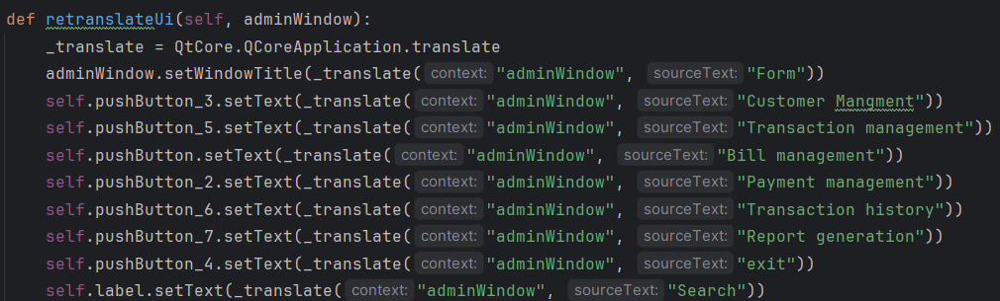 def retranslateUi(self, adminWindow):
    _translate = QtCore.QCoreApplication.translate
    adminWindow.setWindowTitle(_translate( context: "adminWindow", sourceText: "Form"))
    self.pushButton_3.setText(_translate( context: "adminWindow", sourceText: "Customer Mangment"))
    self.pushButton_5.setText(_translate( context: "adminWindow", sourceText: "Transaction management"))
    self.pushButton.setText(_translate( context: "adminWindow", sourceText: "Bill management"))
    self.pushButton_2.setText(_translate( context: "adminWindow", sourceText: "Payment management"))
    self.pushButton_6.setText(_translate( context: "adminWindow", sourceText: "Transaction history"))
    self.pushButton_7.setText(_translate( context: "adminWindow", sourceText: "Report generation"))
    self.pushButton_4.setText(_translate( context: "adminWindow", sourceText: "exit"))
    self.label.setText(_translate( context: "adminWindow", sourceText: "Search"))